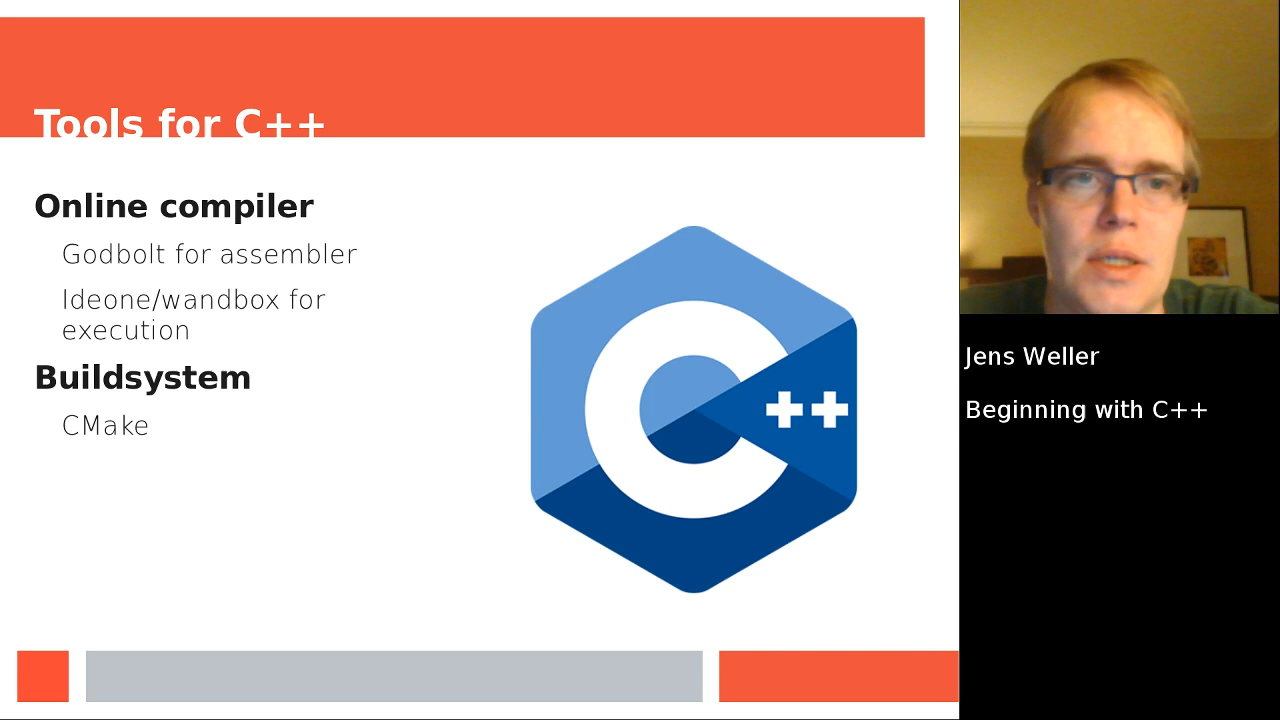 Tools for C++
Online compiler
Godbolt for assembler
Ideone/wandbox for
execution
Buildsystem
CMake
++
Jens Weller
Beginning with C++